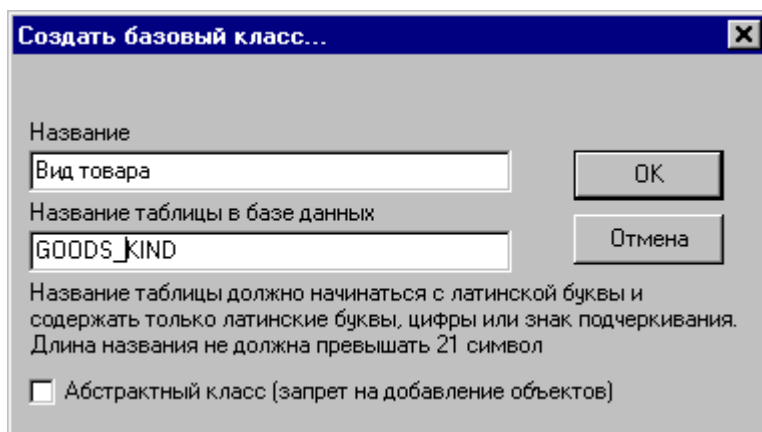 Создать базовый класс...
Название
Вид товара
OK
Название таблицы в базе данных
GOODS_KIND
Отмена
Название таблицы должно начинаться с латинской буквы и
содержать только латинские буквы, цифры или знак подчеркивания.
Длина названия не должна превышать 21 символ
Абстрактный класс (запрет на добавление объектов)